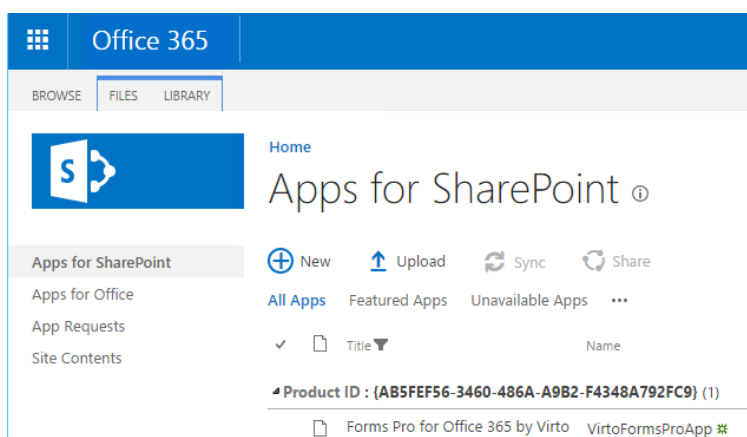 Office 365
BROWSE FILES LIBRARY
S
Home
Apps for SharePoint
New Upload Sync Share
All Apps Featured Apps Unavailable Apps ...
Title Name
Product ID : {AB5FEF56-3460-486A-A9B2-F4348A792FC9} (1)
Forms Pro for Office 365 by Virto VirtoFormsProApp
Apps for SharePoint
Apps for Office
App Requests
Site Contents